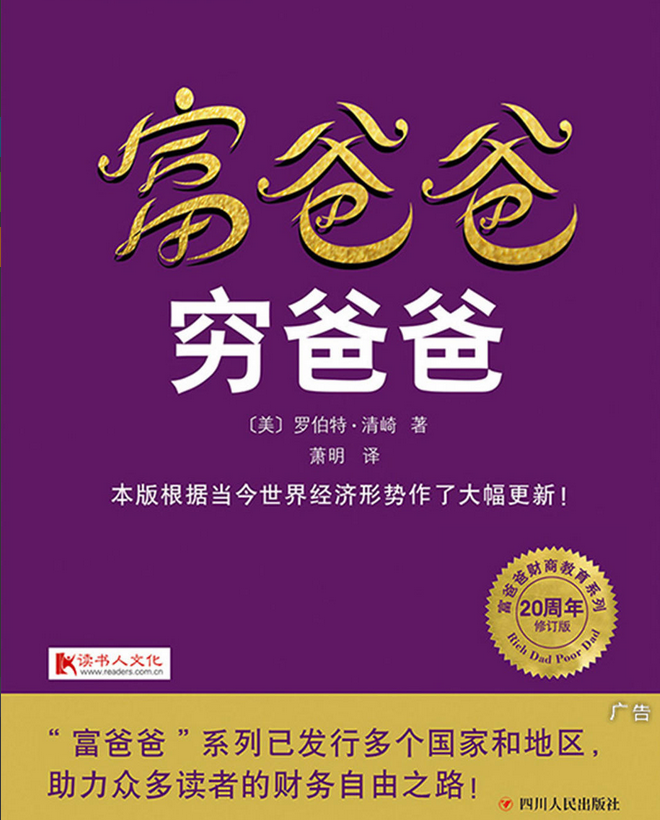 富爸爸
穷爸爸
〔美〕罗伯特·清崎 著
萧明 译
本版根据当今世界经济形势作了大幅更新！
富爸爸财商教育系列
20周年
修订版
Rich Dad Poor Dad
读书人文化
www.readers.com.cn
广告
“富爸爸”系列已发行多个国家和地区，
助力众多读者的财务自由之路！
四川人民出版社